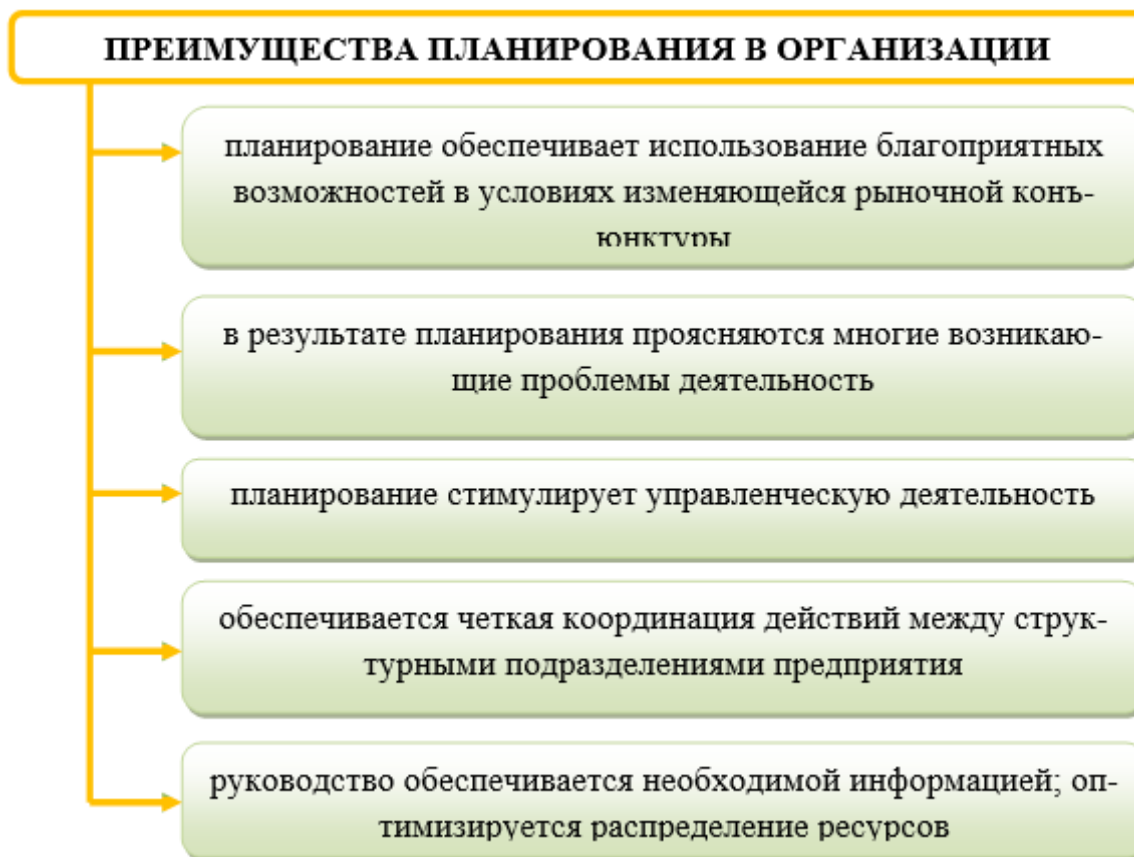 ПРЕИМУЩЕСТВА ПЛАНИРОВАНИЯ В ОРГАНИЗАЦИИ
планирование обеспечивает использование благоприятных
возможностей в условиях изменяющейся рыночной конъ-
юнктуры
в результате планирования проясняются многие возникаю-
щие проблемы деятельность
планирование стимулирует управленческую деятельность
обеспечивается четкая координация действий между струк-
турными подразделениями предприятия
руководство обеспечивается необходимой информацией; оп-
тимизируется распределение ресурсов